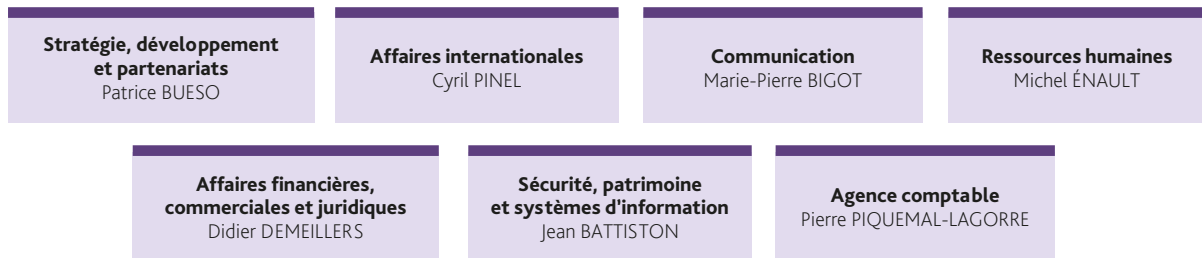 Stratégie, développement
et partenariats
Patrice BUESO
Affaires internationales
Cyril PINEL
Communication
Marie-Pierre BIGOT
Ressources humaines
Michel ÉNAULT
Affaires financières,
commerciales et juridiques
Didier DEMEILLERS
Sécurité, patrimoine
et systèmes d'information
Jean BATTISTON
Agence comptable
Pierre PIQUEMAL-LAGORRE